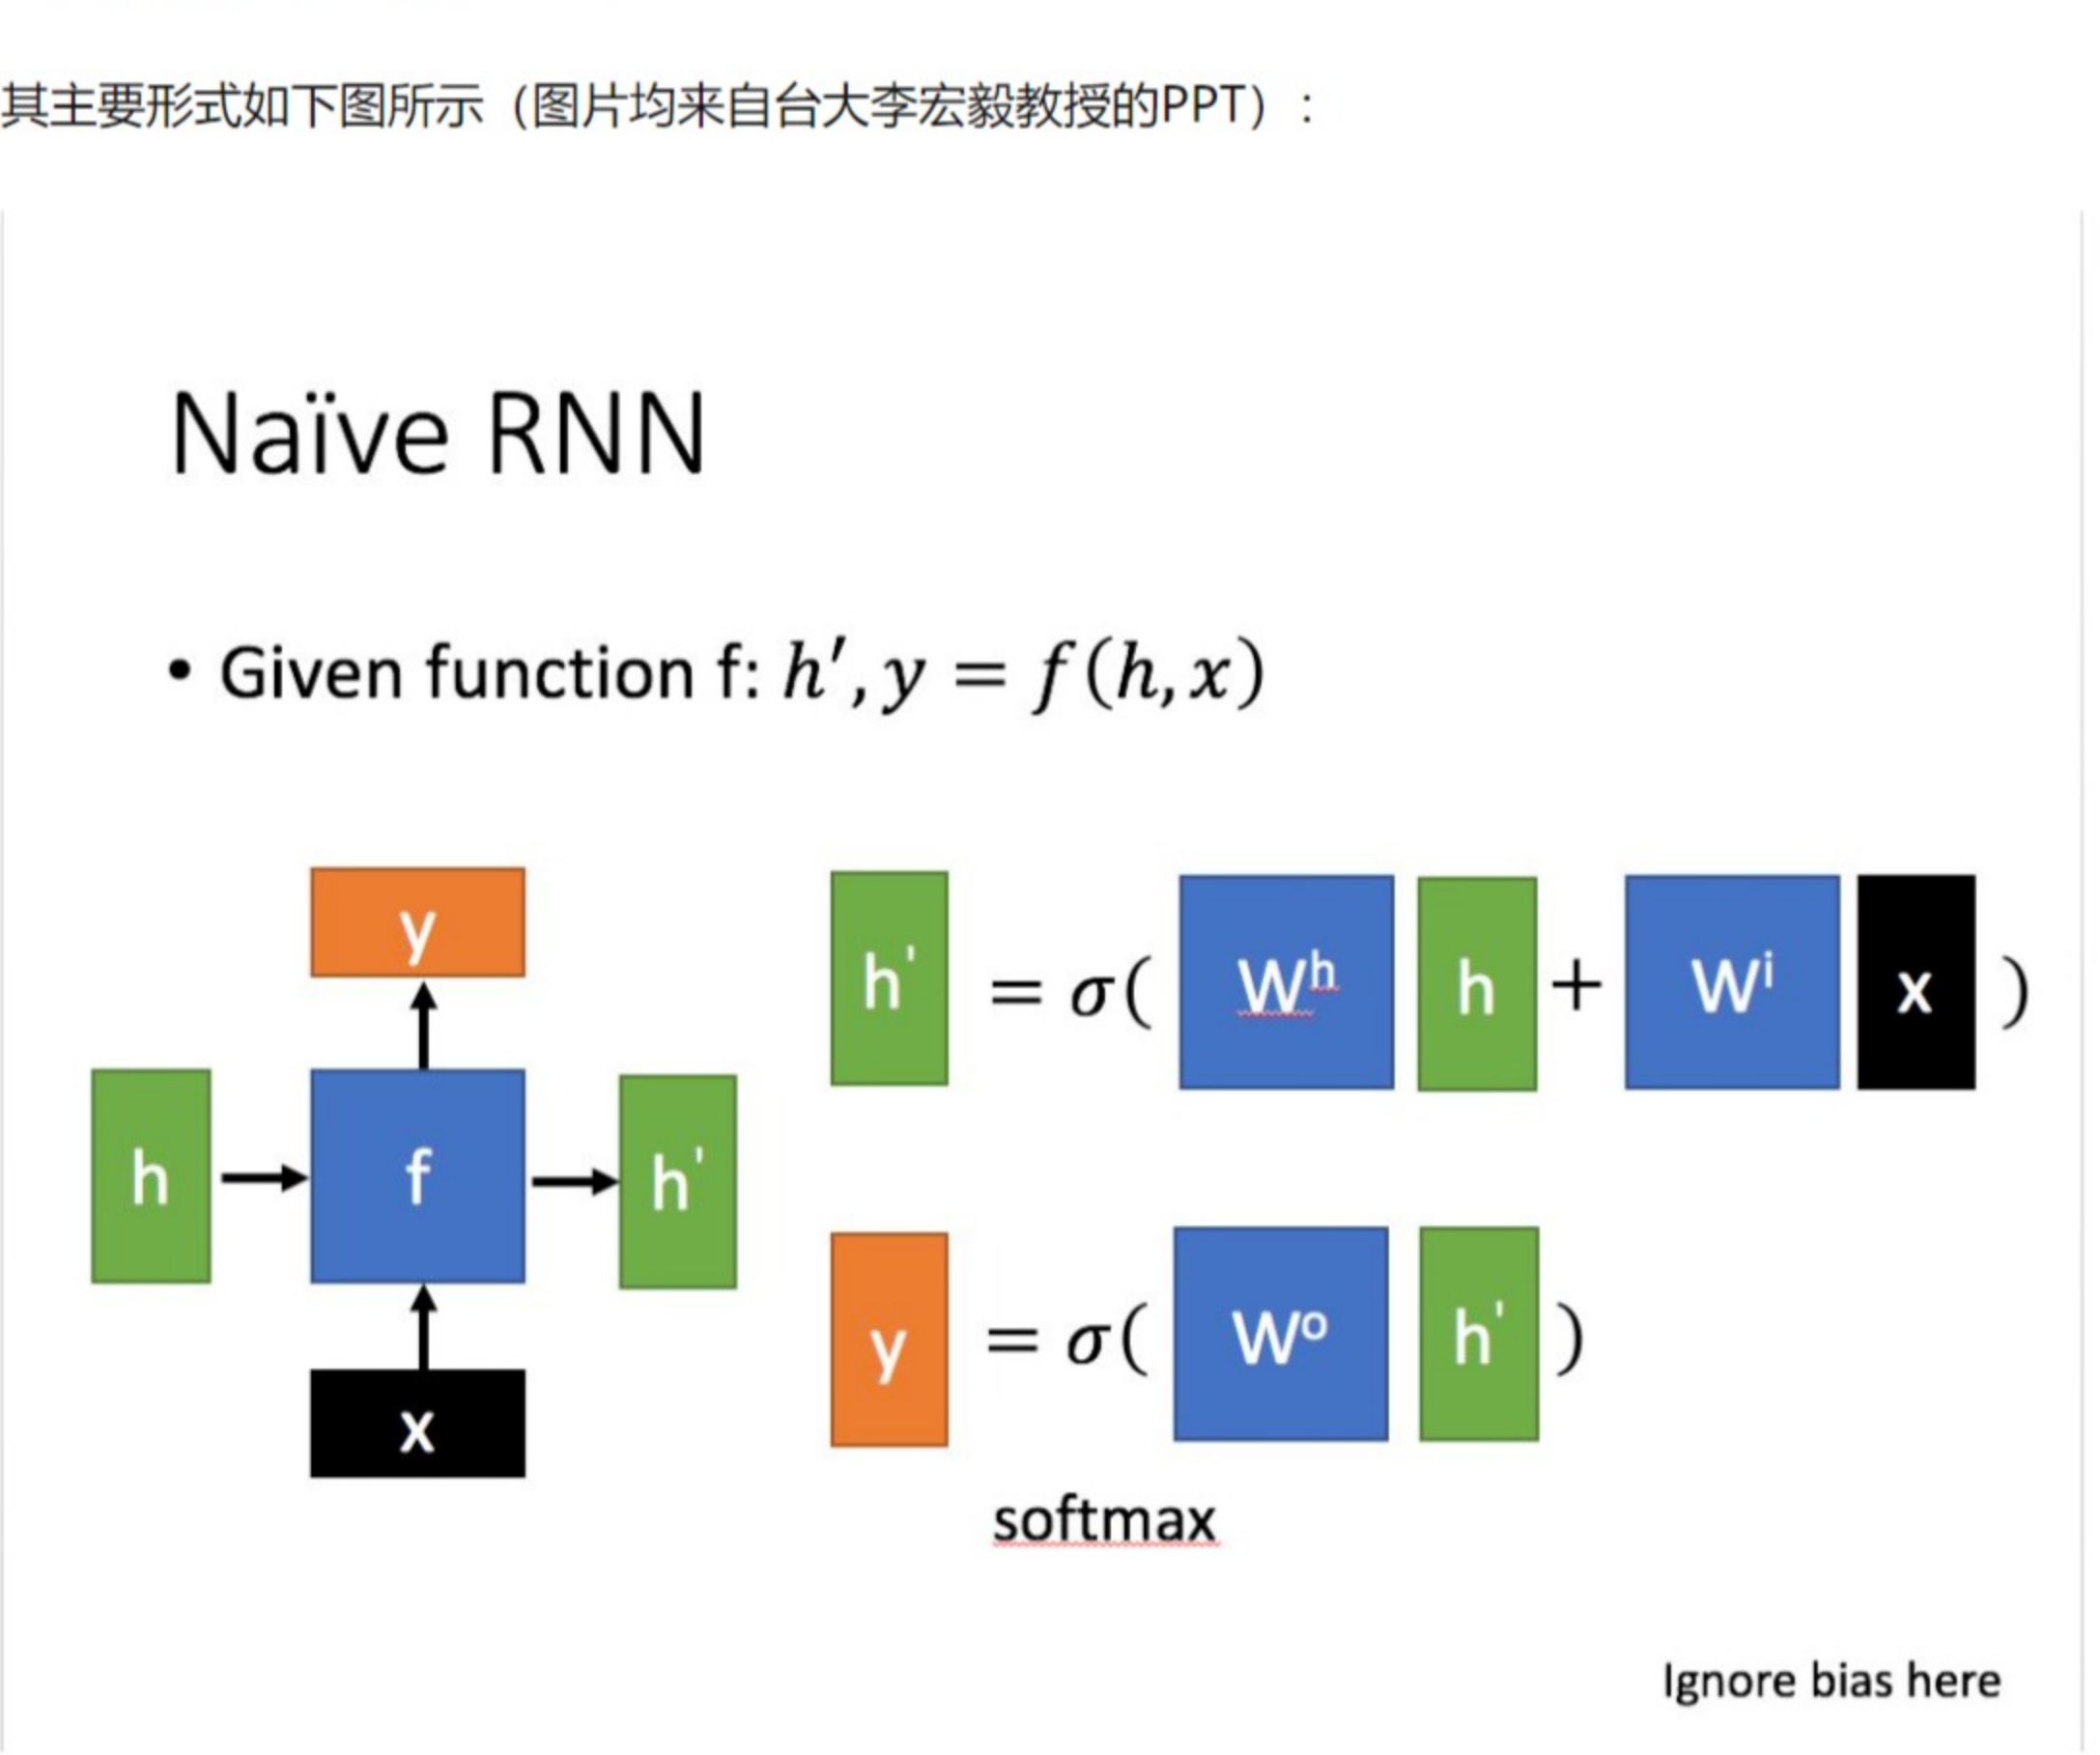 其主要形式如下图所示（图片均来自台大李宏毅教授的PPT）：
Naïve RNN
• Given function f: h′, y = f(h, x)
y
h f h'
x
h' = σ( Wʰ h + Wⁱ x )
y = σ( Wᵒ h' )
softmax
Ignore bias here